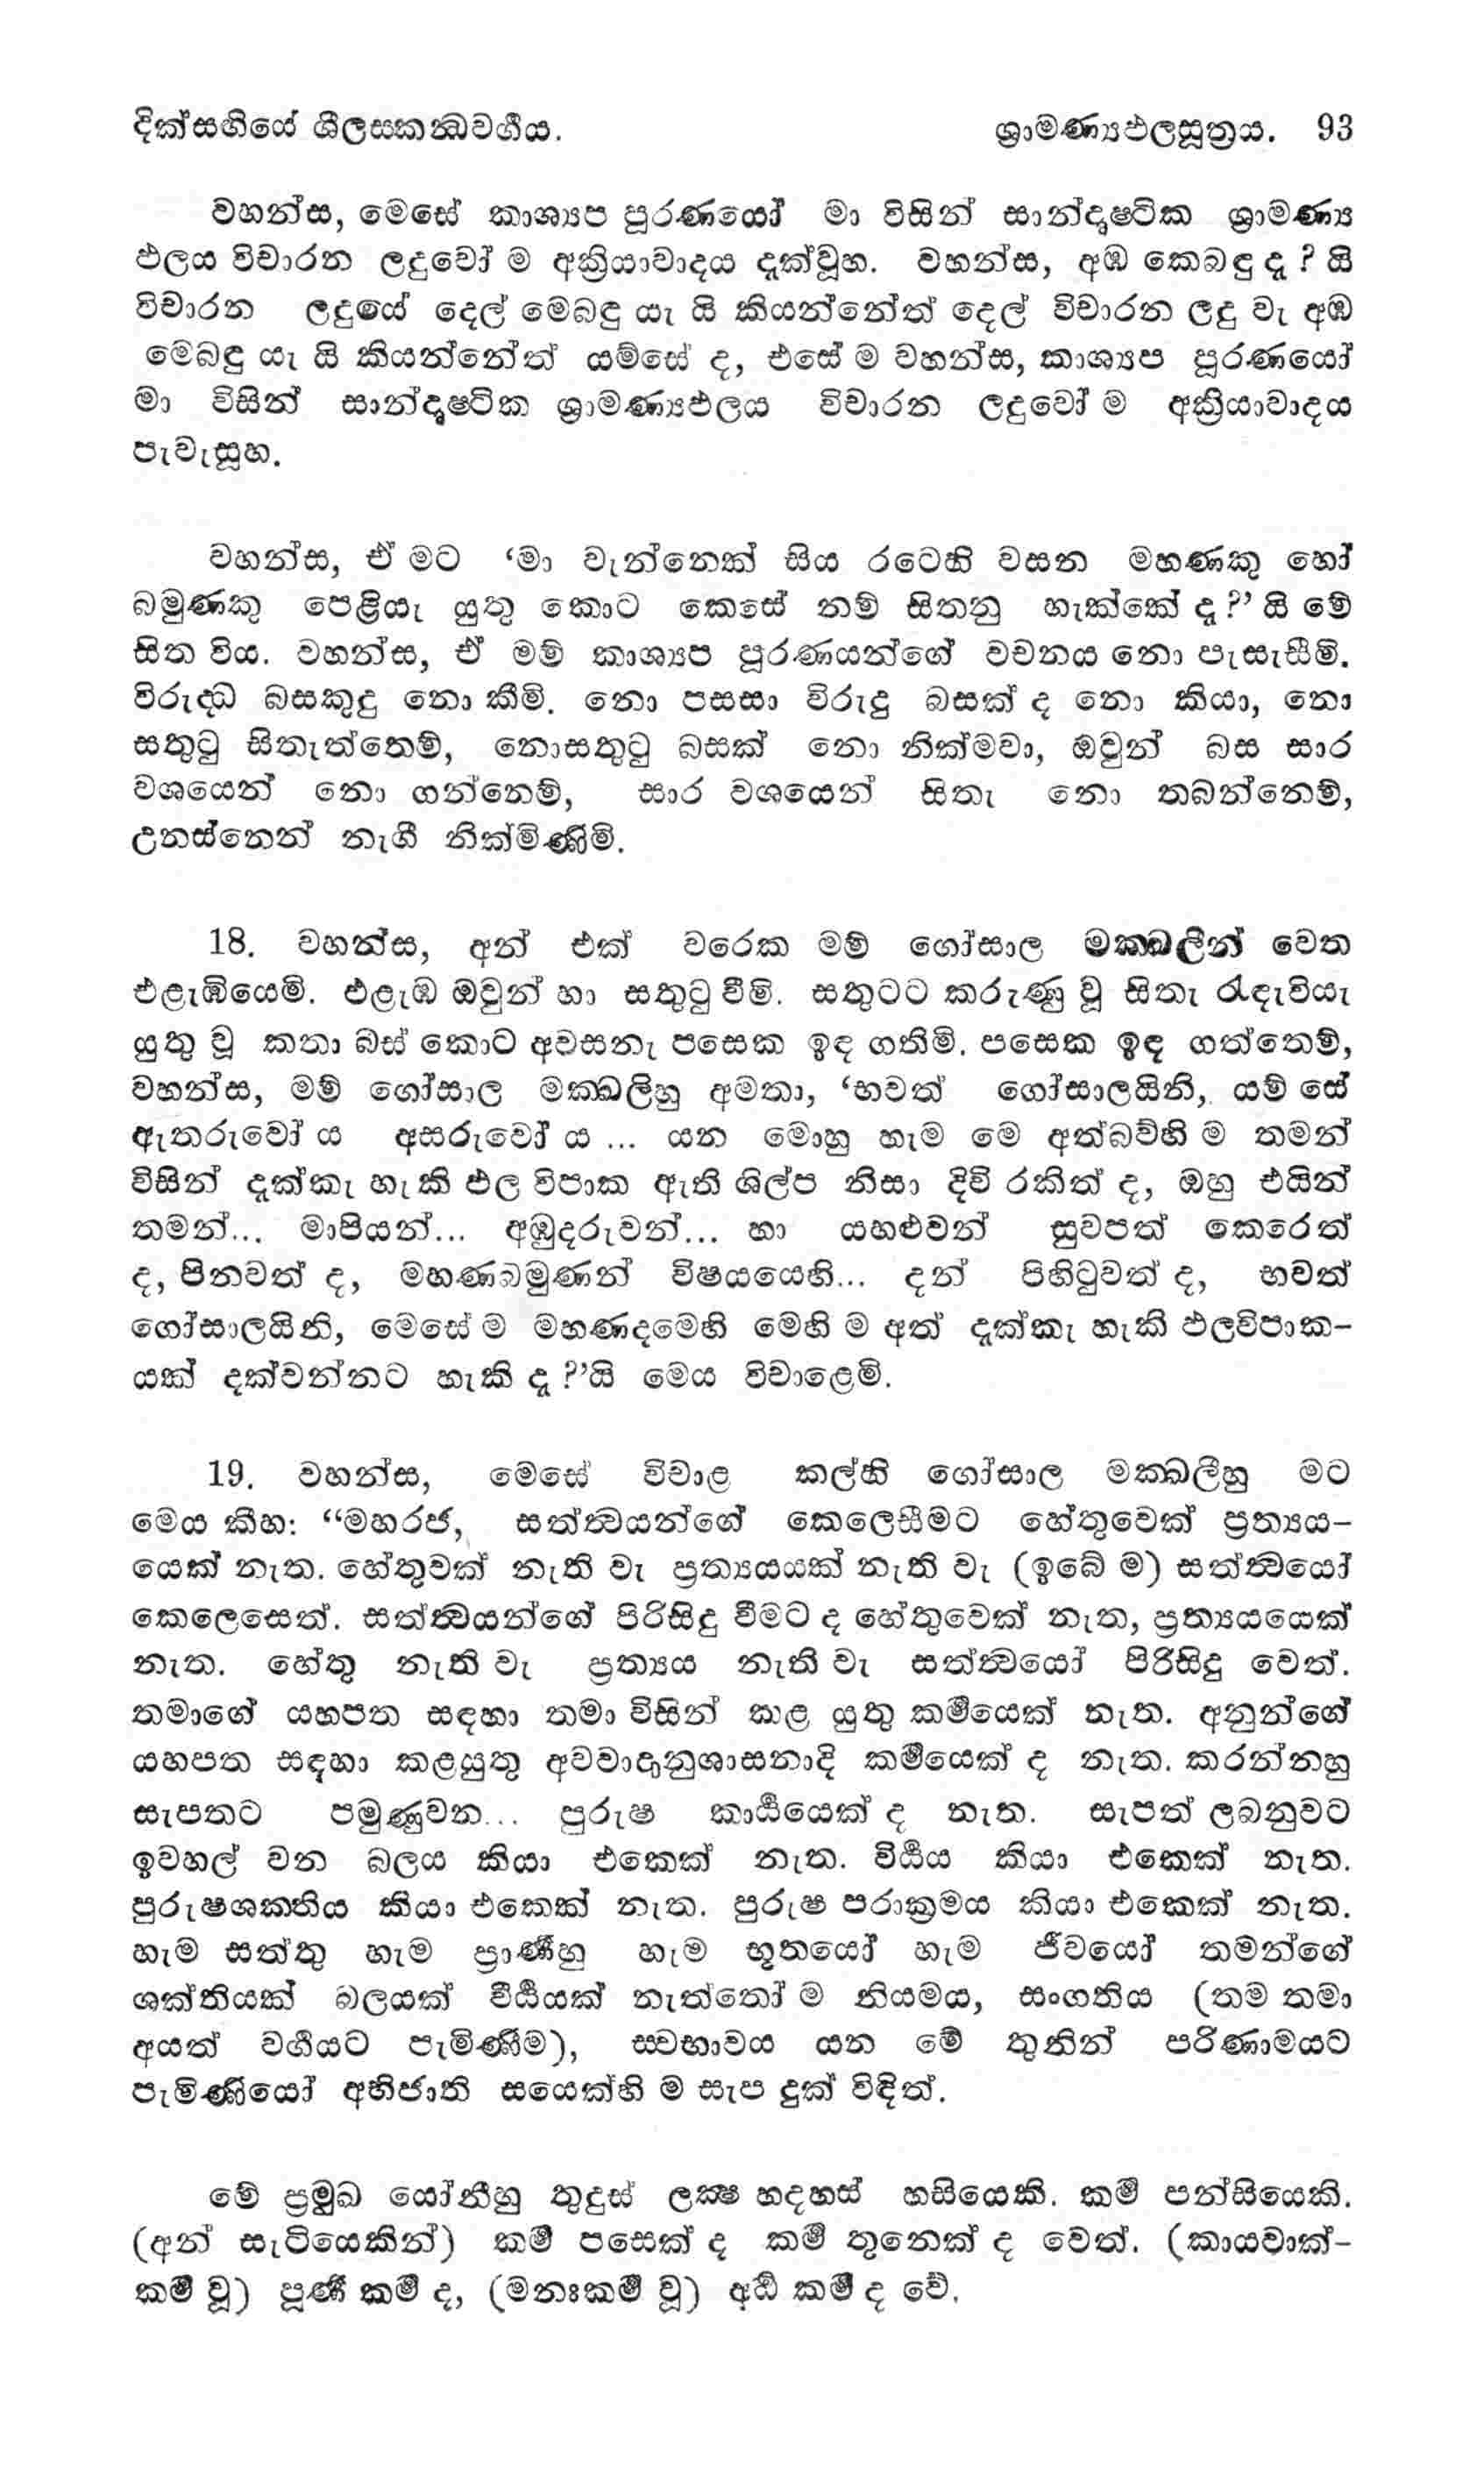 දික්සඟියේ ශීලස්කන්ධවර්ගය.	ශ්‍රාමණ්‍යඵලසූත්‍රය. 93
වහන්ස, මෙසේ කාශ්‍යප පූරණයෝ මා විසින් සාන්දෘෂ්ටික ශ්‍රාමණ්‍ය
ඵලය විචාරන ලදුවෝ ම අක්‍රියාවාදය දැක්වූහ. වහන්ස, අඹ කෙබඳු දැ? යි
විචාරන ලදුයේ දෙල් මෙබඳු යැ යි කියන්නේත් දෙල් විචාරන ලදු වැ අඹ
මෙබඳු යැ යි කියන්නේත් යම්සේ ද, එසේ ම වහන්ස, කාශ්‍යප පූරණයෝ
මා විසින් සාන්දෘෂ්ටික ශ්‍රාමණ්‍යඵලය විචාරන ලදුවෝ ම අක්‍රියාවාදය
පැවැසූහ.
වහන්ස, ඒ මට ‘මා වැන්නෙක් සිය රටෙහි වසන මහණකු හෝ
බමුණකු පෙළියැ යුතු කොට කෙසේ නම් සිතනු හැක්කේ දැ?’ යි මේ
සිත විය. වහන්ස, ඒ මම් කාශ්‍යප පූරණයන්ගේ වචනය නො පැසැසීමි.
විරුද්ධ බසකුදු නො කීමි. නො පසසා විරුදු බසක් ද නො කියා, නො
සතුටු සිතැත්තෙම්, නොසතුටු බසක් නො නික්මවා, ඔවුන් බස සාර
වශයෙන් නො ගන්නෙම්, සාර වශයෙන් සිතැ නො තබන්නෙම්,
උනස්නෙන් නැගී නික්මිණිමි.
18. වහන්ස, අන් එක් වරෙක මම් ගෝසාල මක්ඛලීන් වෙත
එළැඹියෙමි. එළැඹ ඔවුන් හා සතුටු වීමි. සතුටට කරුණු වූ සිතැ රැඳැවියැ
යුතු වූ කතා බස් කොට අවසනැ පසෙක ඉඳ ගතිමි. පසෙක ඉඳ ගත්තෙම්,
වහන්ස, මම් ගෝසාල මක්ඛලිහු අමතා, ‘භවත් ගෝසාලයිනි, යම් සේ
ඇතරුවෝ ය අසරුවෝ ය ... යන මොහු හැම මෙ අත්බව්හි ම තමන්
විසින් දැක්කැ හැකි ඵල විපාක ඇති ශිල්ප නිසා දිවි රකිත් ද, ඔහු එයින්
තමන්... මාපියන්... අඹුදරුවන්... හා යහළුවන් සුවපත් කෙරෙත්
ද, පිනවත් ද, මහණබමුණන් විෂයයෙහි... දන් පිහිටුවත් ද, භවත්
ගෝසාලයිනි, මෙසේ ම මහණදමෙහි මෙහි ම අත් දැක්කැ හැකි ඵලවිපාක-
යක් දක්වන්නට හැකි දැ?’යි මෙය විචාළෙමි.
19. වහන්ස, මෙසේ විචාළ කල්හි ගෝසාල මක්ඛලීහු මට
මෙය කීහ: “මහරජ, සත්ත්වයන්ගේ කෙලෙසීමට හේතුවෙක් ප්‍රත්‍යය-
යෙක් නැත. හේතුවක් නැති වැ ප්‍රත්‍යයයක් නැති වැ (ඉබේ ම) සත්ත්වයෝ
කෙලෙසෙත්. සත්ත්වයන්ගේ පිරිසිදු වීමට ද හේතුවෙක් නැත, ප්‍රත්‍යයයෙක්
නැත. හේතු නැති වැ ප්‍රත්‍යය නැති වැ සත්ත්වයෝ පිරිසිදු වෙත්.
තමාගේ යහපත සඳහා තමා විසින් කළ යුතු කර්මයෙක් නැත. අනුන්ගේ
යහපත සඳහා කළයුතු අවවාදානුශාසනාදි කර්මයෙක් ද නැත. කරන්නහු
සැපතට පමුණුවන... පුරුෂ කාර්ය්‍යයෙක් ද නැත. සැපත් ලබනුවට
ඉවහල් වන බලය කියා එකෙක් නැත. වීර්ය්‍යය කියා එකෙක් නැත.
පුරුෂශක්තිය කියා එකෙක් නැත. පුරුෂ පරාක්‍රමය කියා එකෙක් නැත.
හැම සත්තු හැම ප්‍රාණීහු හැම භූතයෝ හැම ජීවයෝ තමන්ගේ
ශක්තියක් බලයක් වීර්ය්‍යයක් නැත්තෝ ම නියමය, සංගතිය (තම තමා
අයත් වර්ගයට පැමිණීම), ස්වභාවය යන මේ තුනින් පරිණාමයට
පැමිණියෝ අභිජාති සයෙක්හි ම සැප දුක් විඳිත්.
මේ ප්‍රමුඛ යෝනීහු තුදුස් ලක්ෂ හදහස් හසියෙකි. කර්ම පන්සියෙකි.
(අන් සැටියෙකින්) කර්ම පසෙක් ද කර්ම තුනෙක් ද වෙත්. (කායවාක්-
කර්ම වූ) පූර්ණ කර්ම ද, (මනඃකර්ම වූ) අර්ධ කර්ම ද වේ.